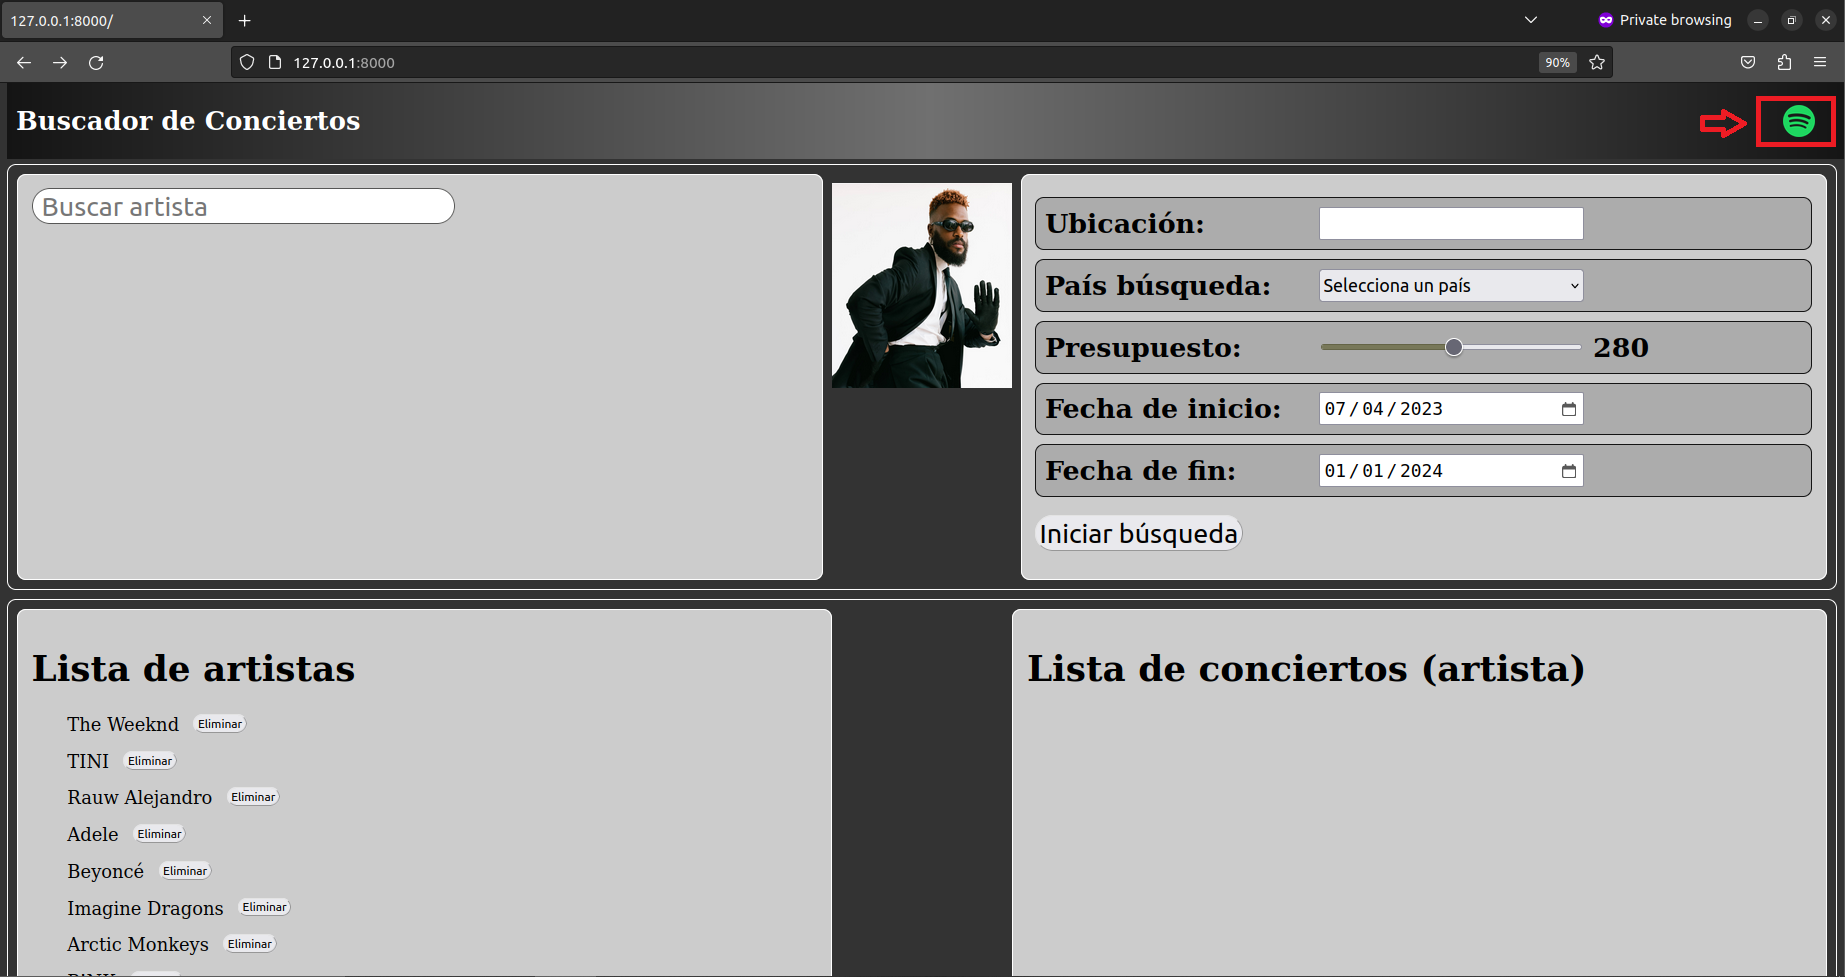 127.0.0.1:8000/
Private browsing
127.0.0.1:8000
90%
Buscador de Conciertos
Buscar artista
Ubicación:
País búsqueda: Selecciona un país
Presupuesto: 280
Fecha de inicio: 07/04/2023
Fecha de fin: 01/01/2024
Iniciar búsqueda
Lista de artistas
The Weeknd Eliminar
TINI Eliminar
Rauw Alejandro Eliminar
Adele Eliminar
Beyoncé Eliminar
Imagine Dragons Eliminar
Arctic Monkeys Eliminar
Lista de conciertos (artista)